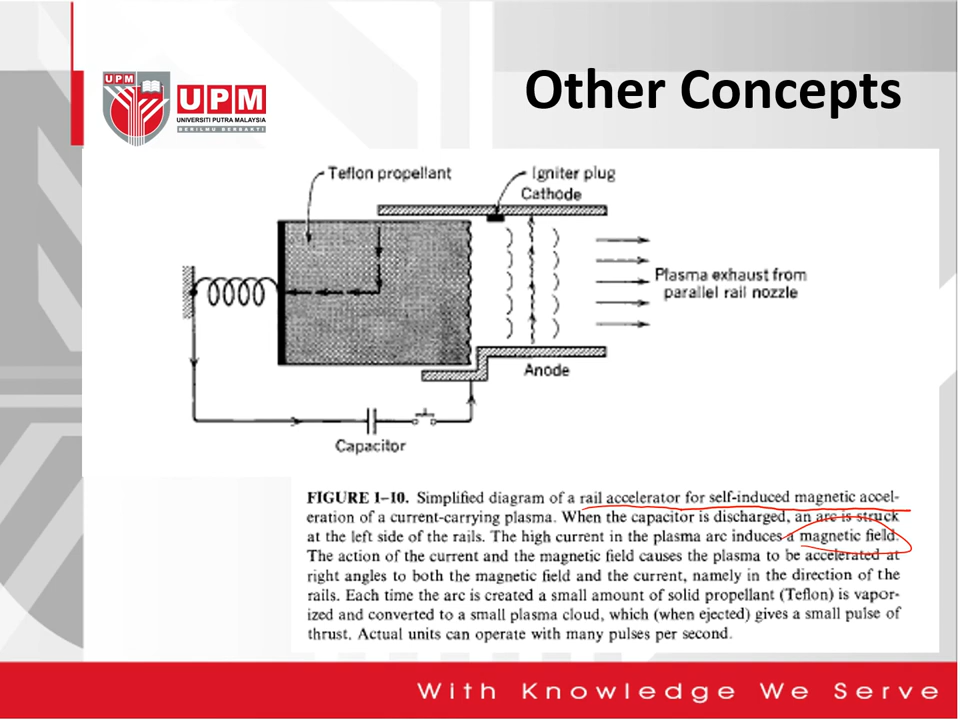 Other Concepts
UPM
UPM
UNIVERSITI PUTRA MALAYSIA
BERILMU BERBAKTI
Teflon propellant
Igniter plug
Cathode
Plasma exhaust from
parallel rail nozzle
Anode
Capacitor
FIGURE 1–10. Simplified diagram of a rail accelerator for self-induced magnetic accel-
eration of a current-carrying plasma. When the capacitor is discharged, an arc is struck
at the left side of the rails. The high current in the plasma arc induces a magnetic field.
The action of the current and the magnetic field causes the plasma to be accelerated at
right angles to both the magnetic field and the current, namely in the direction of the
rails. Each time the arc is created a small amount of solid propellant (Teflon) is vapor-
ized and converted to a small plasma cloud, which (when ejected) gives a small pulse of
thrust. Actual units can operate with many pulses per second.
With Knowledge We Serve